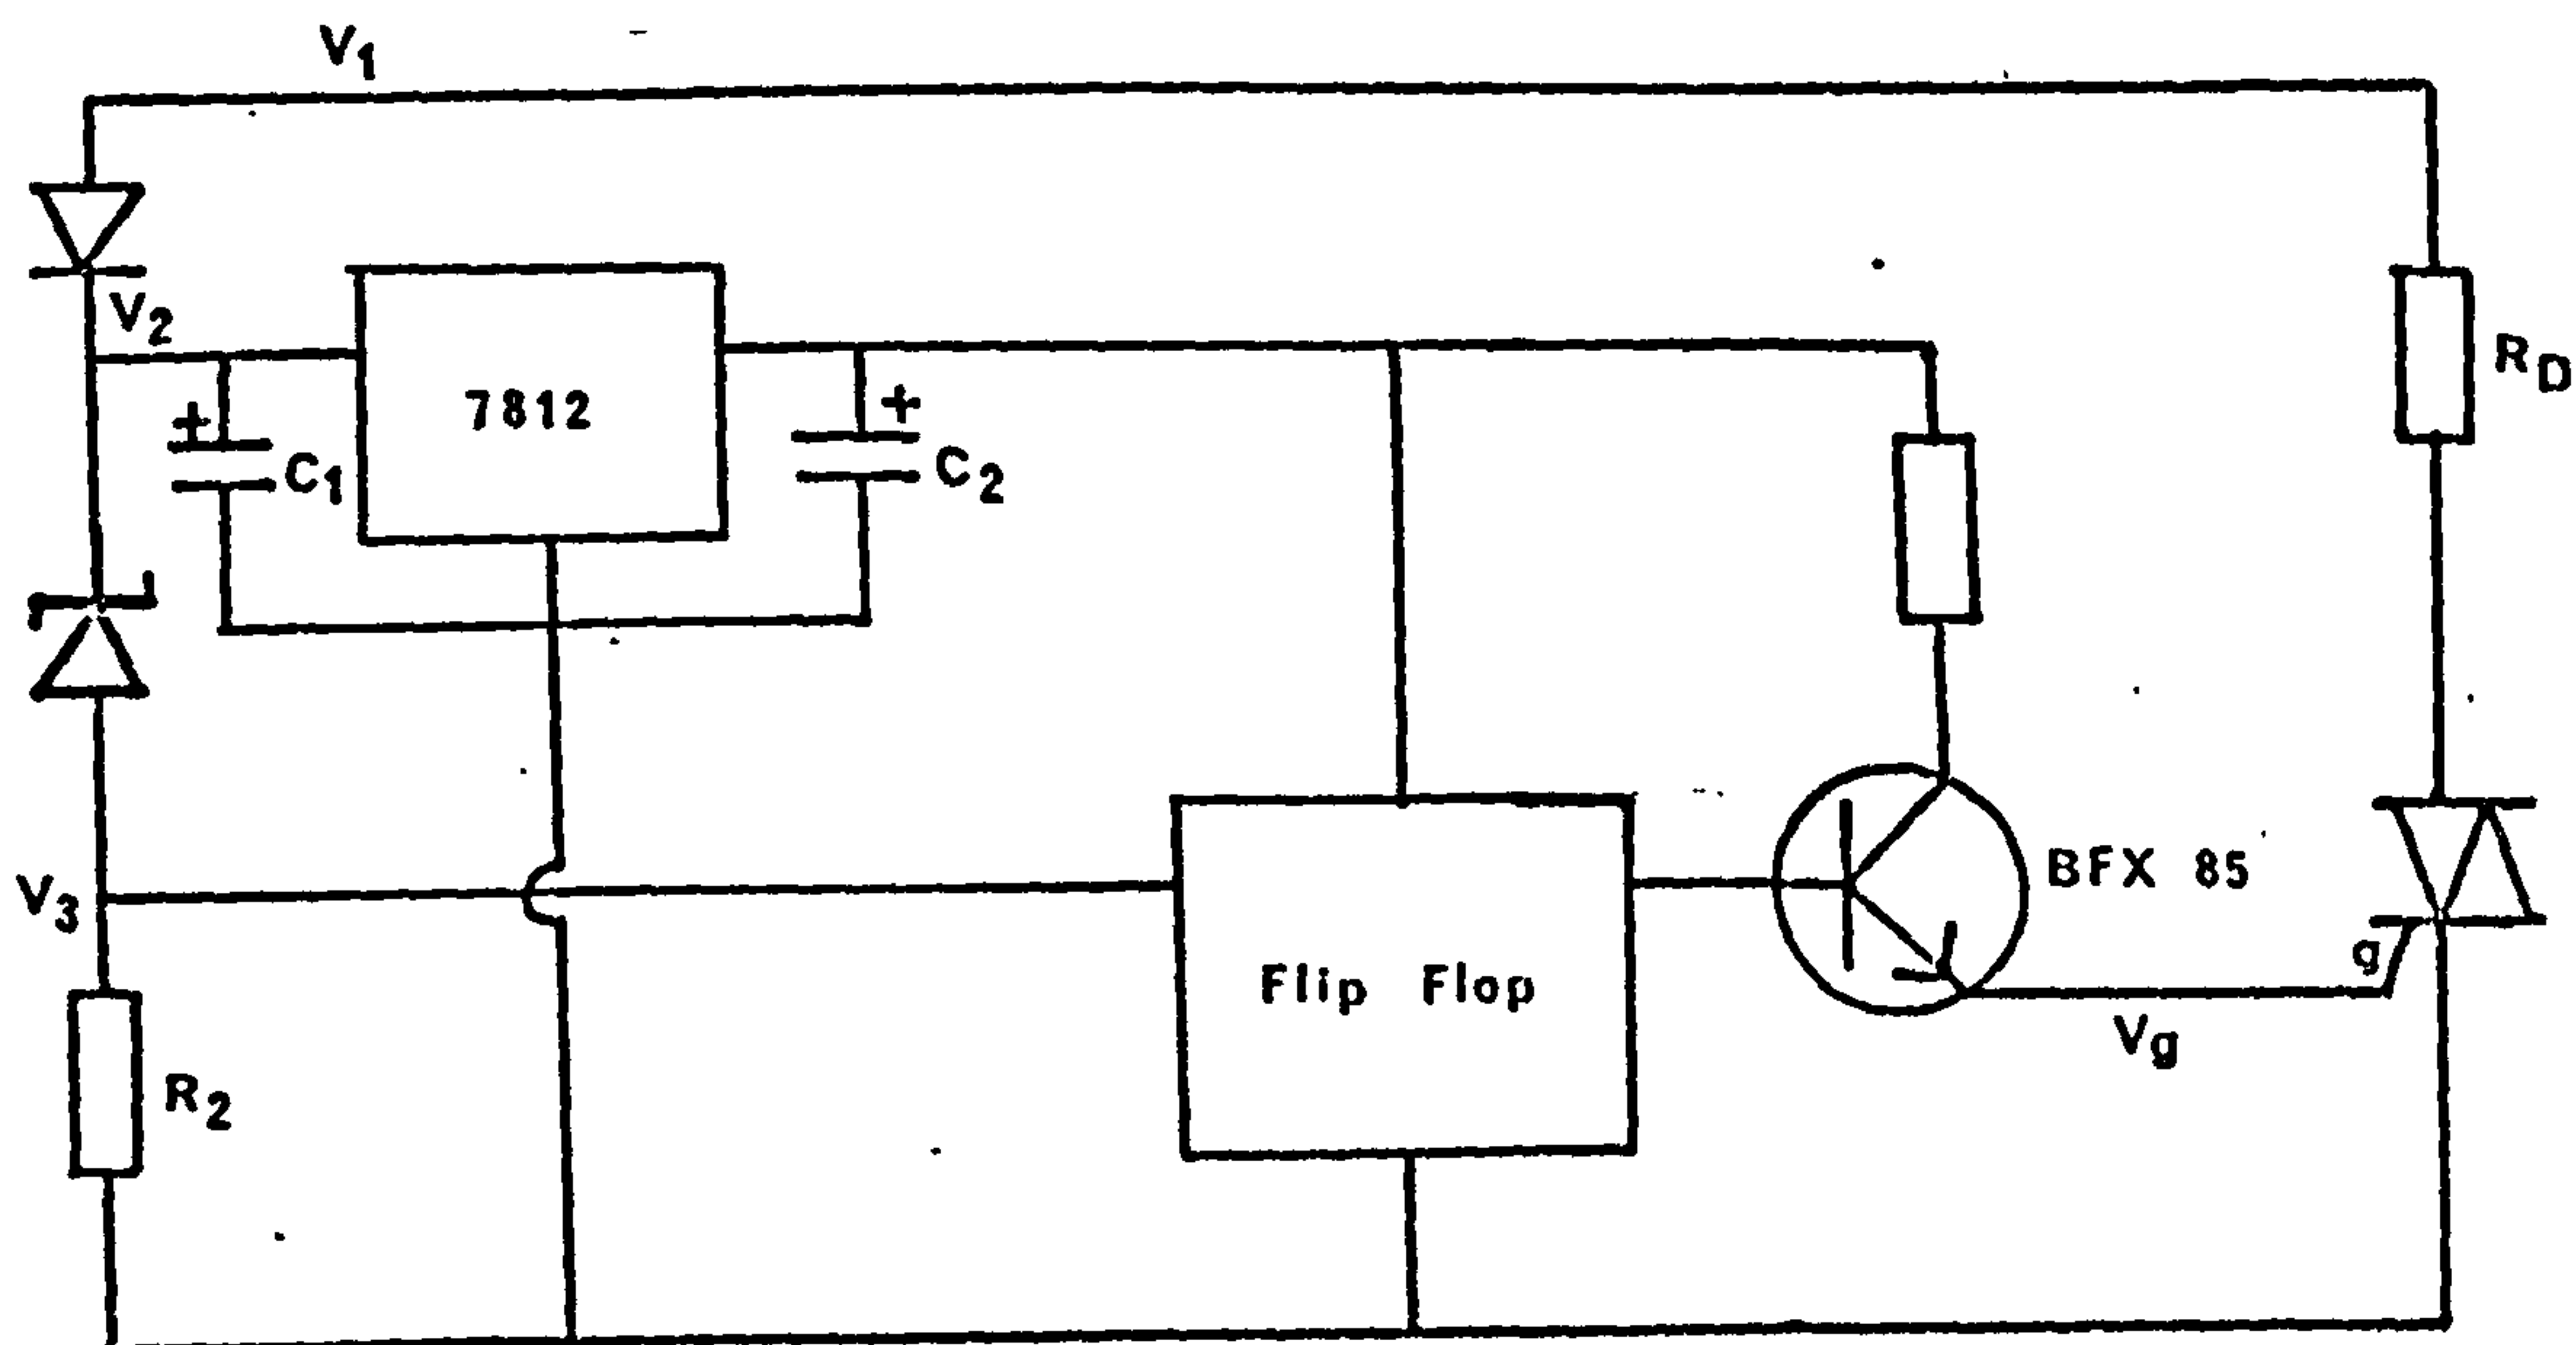 V1
V2
7812
+
C1
+
C2
RD
V3
Flip Flop
BFX 85
g
Vg
R2